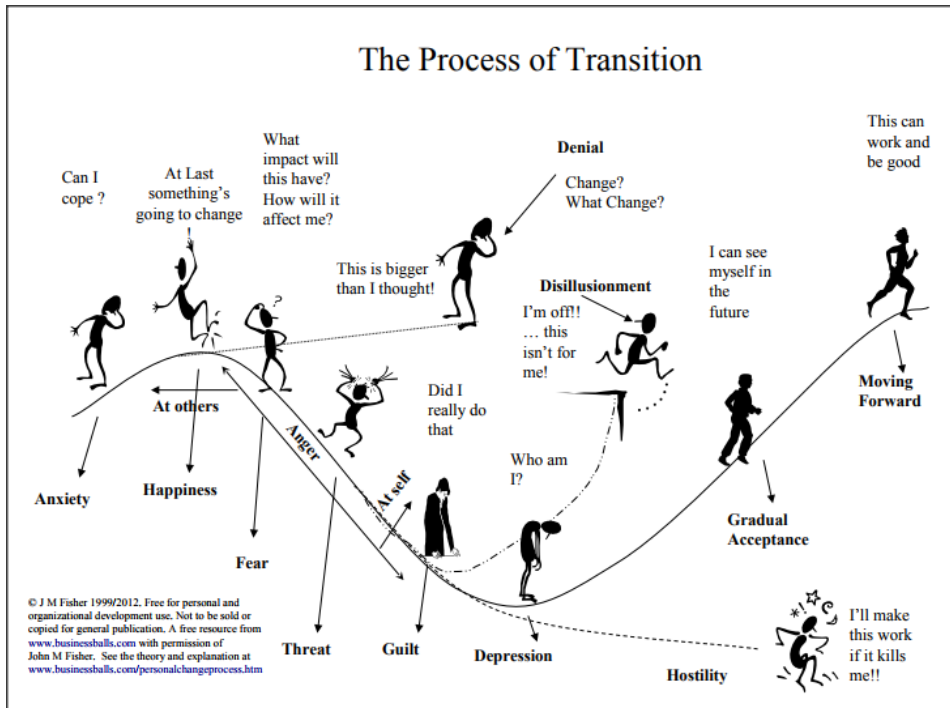 The Process of Transition
Can I
cope ?
At Last
something's
going to change
!
What
impact will
this have?
How will it
affect me?
This is bigger
than I thought!
Denial
Change?
What Change?
This can
work and
be good
?
I can see
myself in
the
future
Disillusionment
I'm off!!
… this
isn't for
me!
Moving
Forward
At others
Anger
Did I
really do
that
At self
Who am
I?
Anxiety
Happiness
Fear
Gradual
Acceptance
Threat
Guilt
Depression
Hostility
I'll make
this work
if it kills
me!!
© J M Fisher 1999/2012. Free for personal and
organizational development use. Not to be sold or
copied for general publication. A free resource from
www.businessballs.com with permission of
John M Fisher. See the theory and explanation at
www.businessballs.com/personalchangeprocess.htm